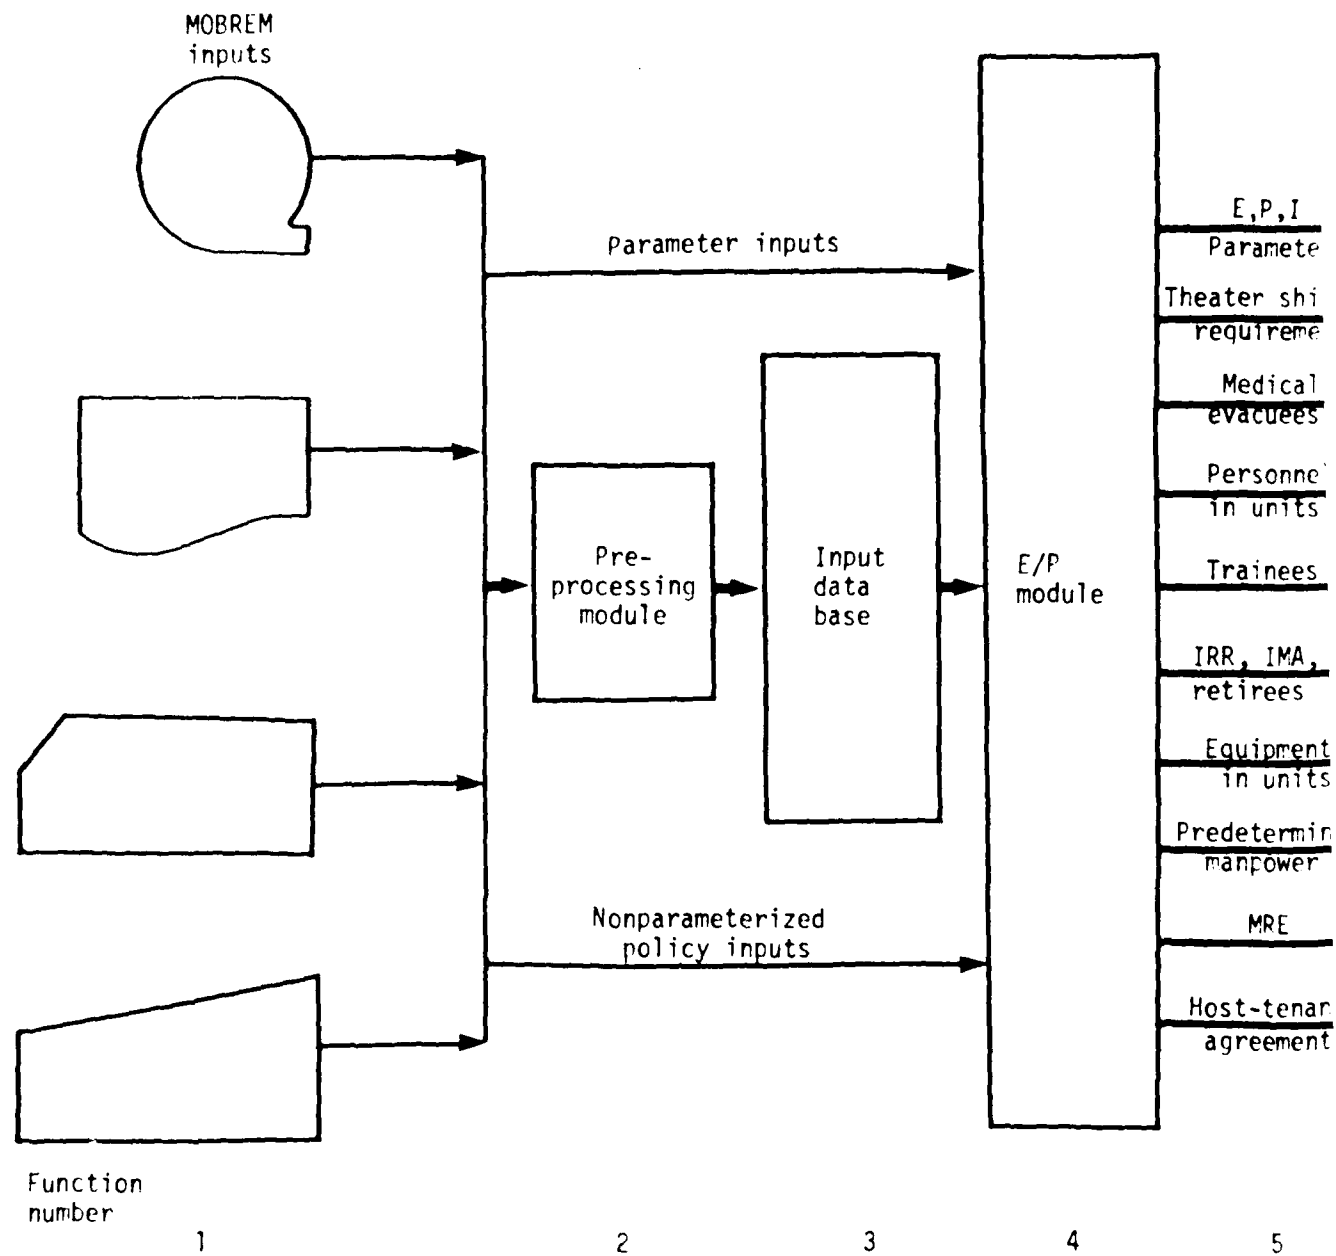 MOBREM
inputs
Parameter inputs
Pre-
processing
module
Input
data
base
E/P
module
Nonparameterized
policy inputs
E,P,I
Paramete
Theater shi
requireme
Medical
evacuees
Personnel
in units
Trainees
IRR, IMA,
retirees
Equipment
in units
Predetermin
manpower
MRE
Host-tenan
agreement
Function
number
1 2 3 4 5